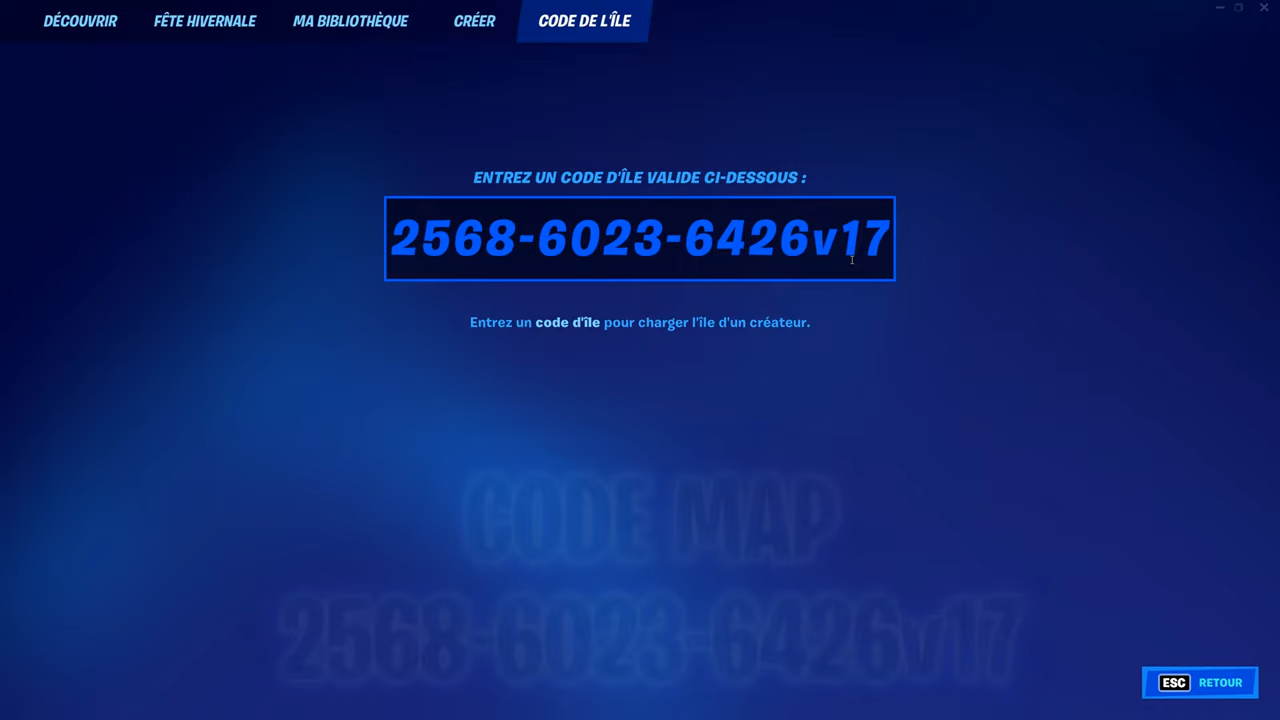 DÉCOUVRIR FÊTE HIVERNALE MA BIBLIOTHÈQUE CRÉER CODE DE L'ÎLE
ENTREZ UN CODE D'ÎLE VALIDE CI-DESSOUS :
2568-6023-6426v17
Entrez un code d'île pour charger l'île d'un créateur.
CODE MAP
2568-6023-6426v17
ESC RETOUR